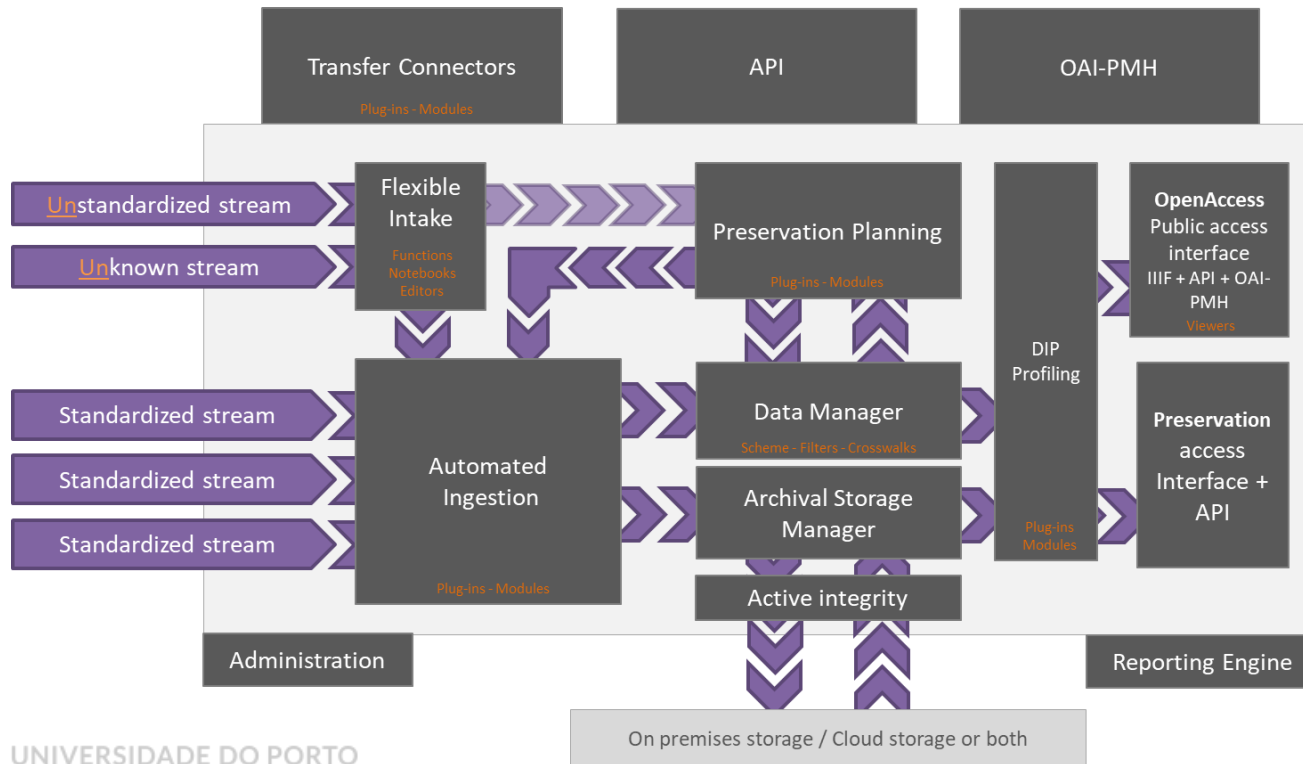 Transfer Connectors
Plug-ins - Modules
API
OAI-PMH
Unstandardized stream
Unknown stream
Standardized stream
Standardized stream
Standardized stream
Flexible
Intake
Functions
Notebooks
Editors
Automated
Ingestion
Plug-ins - Modules
Preservation Planning
Plug-ins - Modules
Data Manager
Scheme - Filters - Crosswalks
Archival Storage
Manager
Active integrity
DIP
Profiling
Plug-ins
Modules
OpenAccess
Public access
interface
IIIF + API + OAI-
PMH
Viewers
Preservation
access
Interface +
API
Administration
Reporting Engine
On premises storage / Cloud storage or both
UNIVERSIDADE DO PORTO